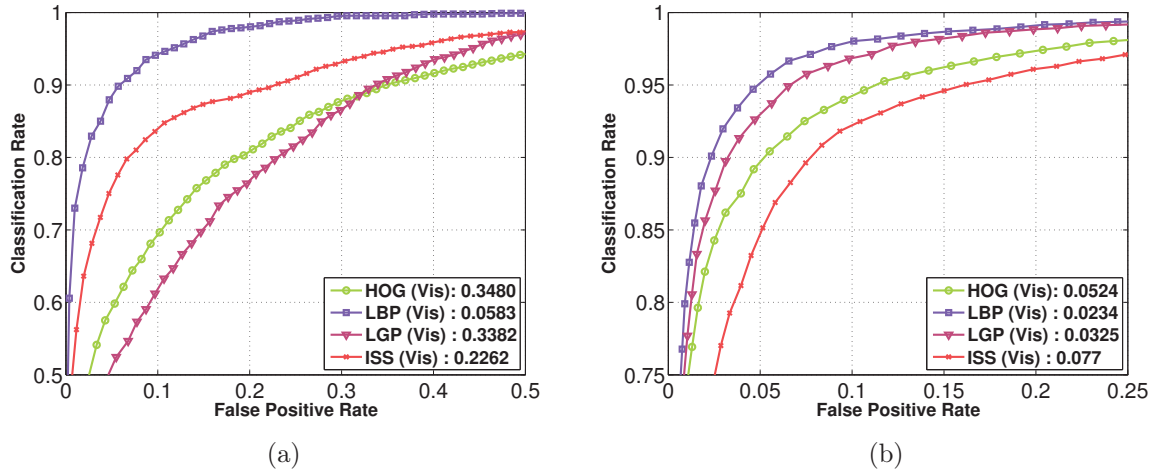 1
0.9
0.8
0.7
0.6
0.5
Classification Rate
0
0.1
0.2
0.3
0.4
0.5
False Positive Rate
HOG (Vis): 0.3480
LBP (Vis): 0.0583
LGP (Vis): 0.3382
ISS (Vis) : 0.2262
(a)
1
0.95
0.9
0.85
0.8
0.75
Classification Rate
0
0.05
0.1
0.15
0.2
0.25
False Positive Rate
HOG (Vis): 0.0524
LBP (Vis): 0.0234
LGP (Vis): 0.0325
ISS (Vis) : 0.077
(b)